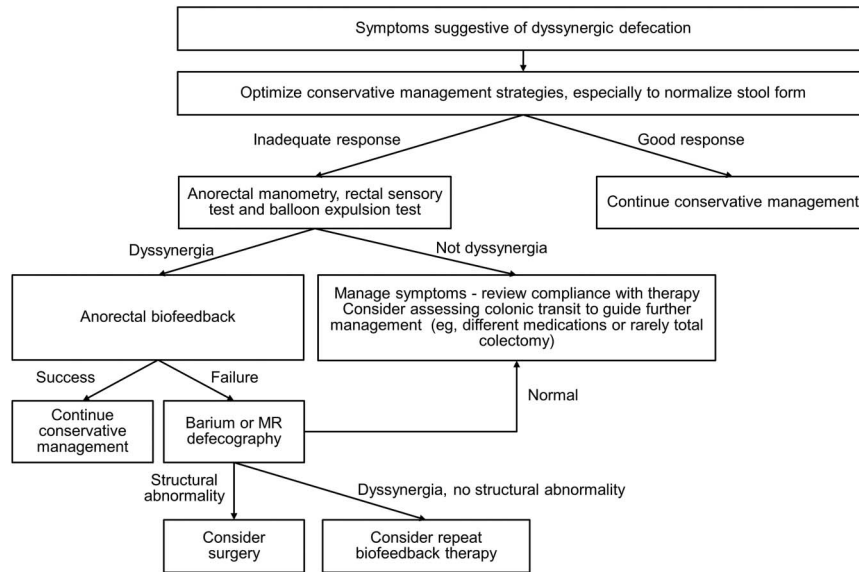 Symptoms suggestive of dyssynergic defecation
Optimize conservative management strategies, especially to normalize stool form
Inadequate response
Good response
Anorectal manometry, rectal sensory
test and balloon expulsion test
Continue conservative management
Dyssynergia
Not dyssynergia
Anorectal biofeedback
Manage symptoms - review compliance with therapy
Consider assessing colonic transit to guide further
management (eg, different medications or rarely total
colectomy)
Success
Failure
Normal
Continue
conservative
management
Barium or MR
defecography
Structural
abnormality
Dyssynergia, no structural abnormality
Consider
surgery
Consider repeat
biofeedback therapy